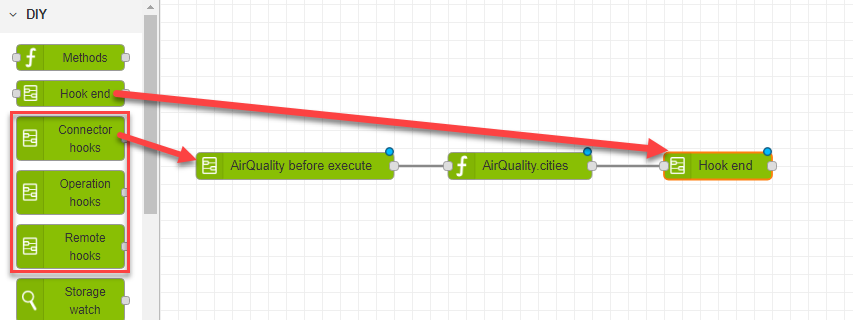 DIY
Methods
Hook end
Connector
hooks
Operation
hooks
Remote
hooks
Storage
watch
AirQuality before execute
AirQuality.cities
Hook end